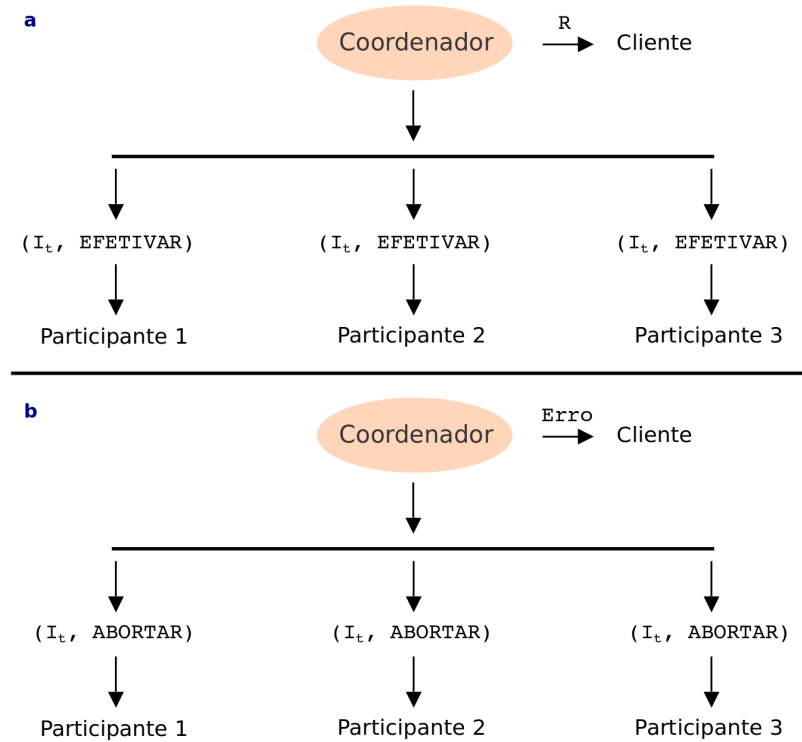 a
Coordenador
R
Cliente
(It, EFETIVAR)
(It, EFETIVAR)
(It, EFETIVAR)
Participante 1
Participante 2
Participante 3
b
Coordenador
Erro
Cliente
(It, ABORTAR)
(It, ABORTAR)
(It, ABORTAR)
Participante 1
Participante 2
Participante 3